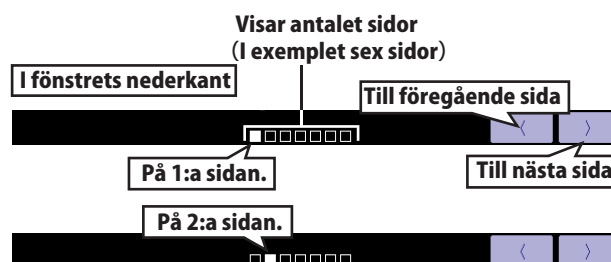 Visar antalet sidor
(I exemplet sex sidor)
I fönstrets nederkant
Till föregående sida
〈 〉
På 1:a sidan.
Till nästa sida
På 2:a sidan.
〈 〉